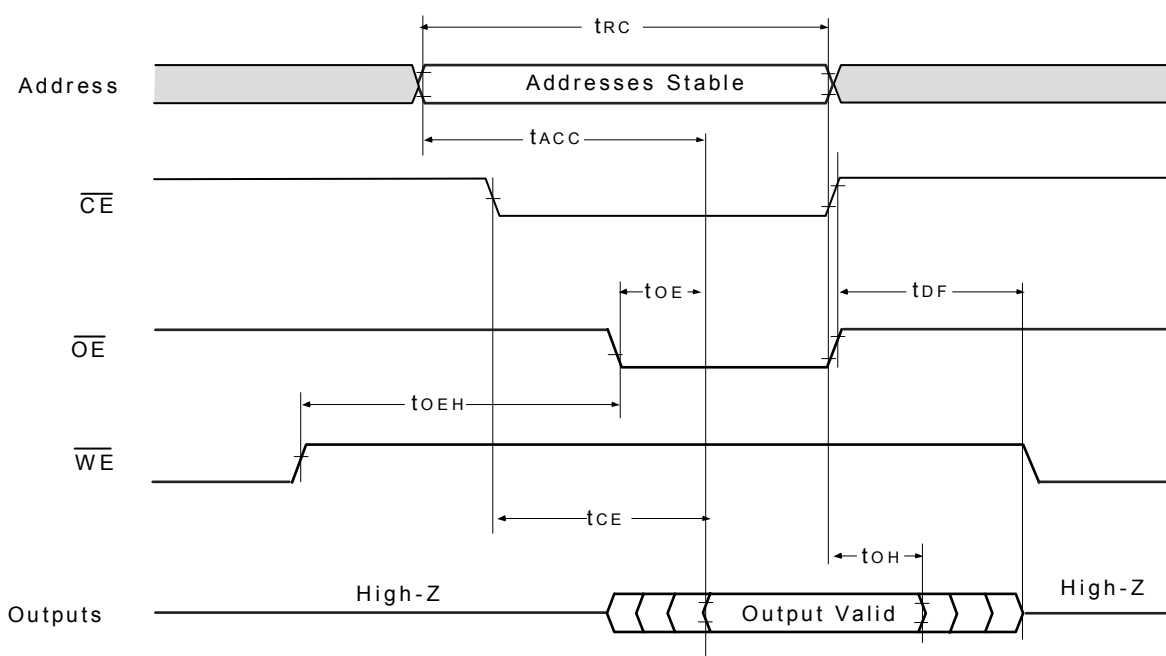 tRC
Address
Addresses Stable
tACC
CE
tOE
tDF
OE
tOEH
WE
tCE
tOH
High-Z
High-Z
Outputs
Output Valid